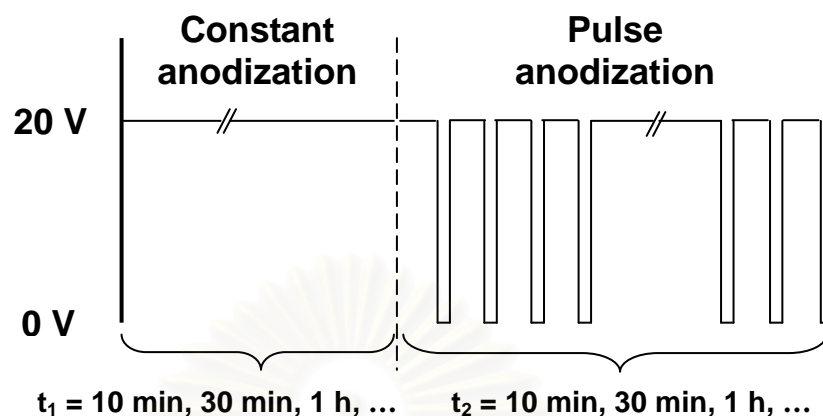 Constant
anodization
Pulse
anodization
20 V
0 V
t₁ = 10 min, 30 min, 1 h, …
t₂ = 10 min, 30 min, 1 h, …